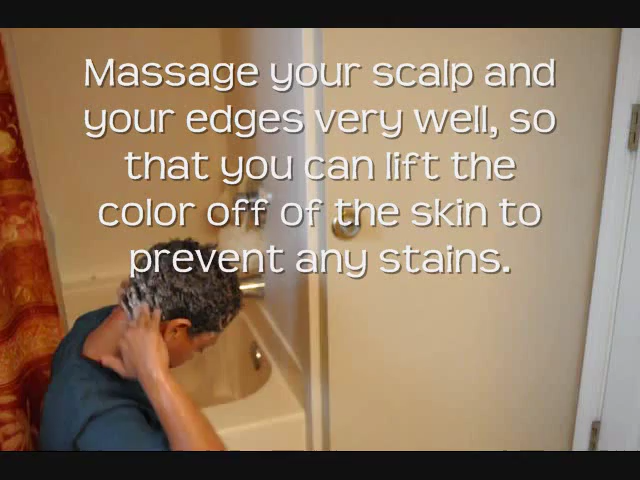 Massage your scalp and
your edges very well, so
that you can lift the
color off of the skin to
prevent any stains.